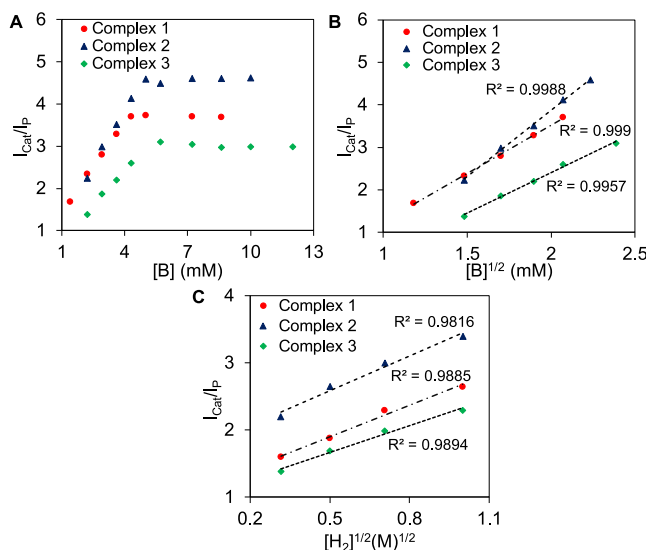 A
Complex 1
Complex 2
Complex 3
I_Cat/I_P
6
5
4
3
2
1
1
4
7
10
13
[B] (mM)
B
Complex 1
Complex 2
Complex 3
R² = 0.9988
R² = 0.999
R² = 0.9957
I_Cat/I_P
6
5
4
3
2
1
1
1.5
2
2.5
[B]^1/2 (mM)
C
Complex 1
Complex 2
Complex 3
R² = 0.9816
R² = 0.9885
R² = 0.9894
I_Cat/I_P
4
3
2
1
0.2
0.5
0.8
1.1
[H₂]^1/2(M)^1/2